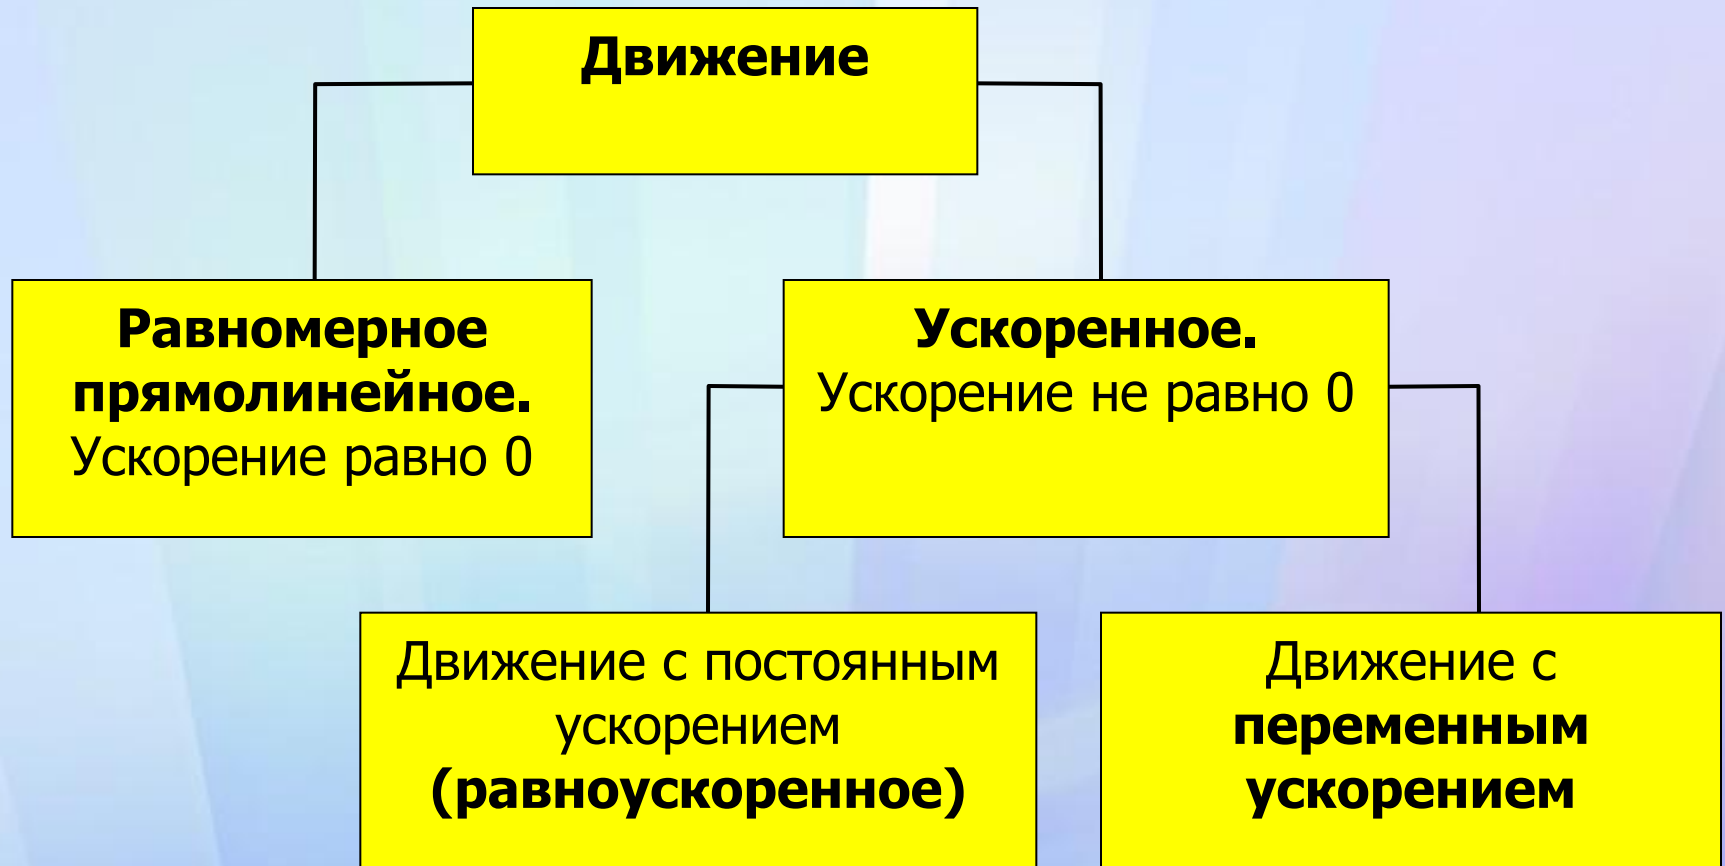 Движение
Равномерное
прямолинейное.
Ускорение равно 0
Ускоренное.
Ускорение не равно 0
Движение с постоянным
ускорением
(равноускоренное)
Движение с
переменным
ускорением